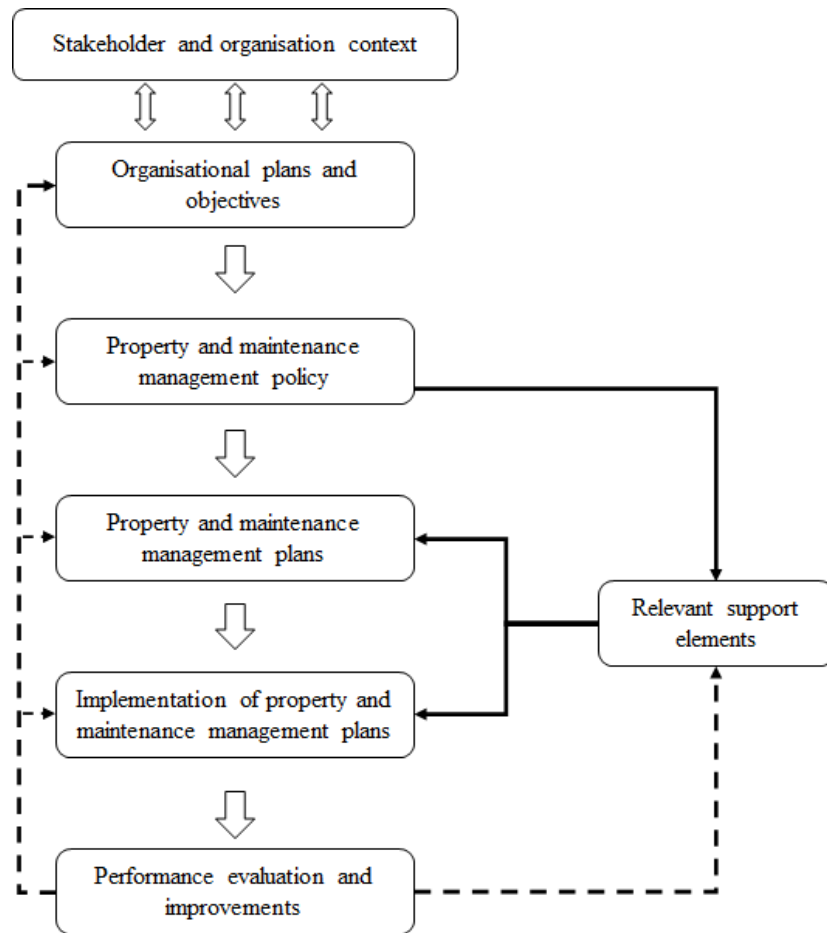 Stakeholder and organisation context
Organisational plans and
objectives
Property and maintenance
management policy
Property and maintenance
management plans
Relevant support
elements
Implementation of property and
maintenance management plans
Performance evaluation and
improvements